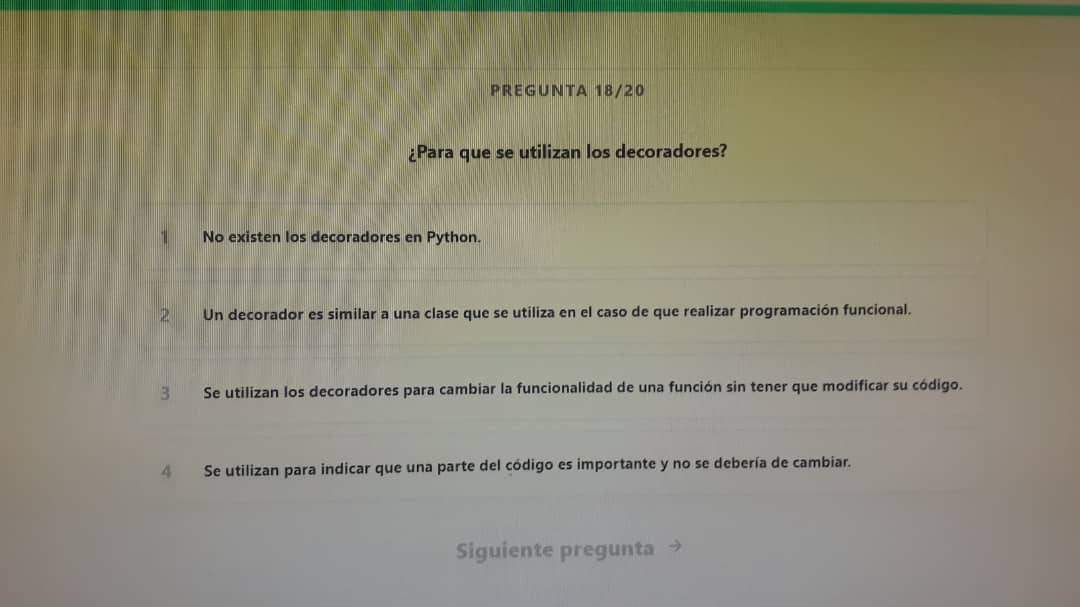 PREGUNTA 18/20
¿Para que se utilizan los decoradores?
1 No existen los decoradores en Python.
2 Un decorador es similar a una clase que se utiliza en el caso de que realizar programación funcional.
3 Se utilizan los decoradores para cambiar la funcionalidad de una función sin tener que modificar su código.
4 Se utilizan para indicar que una parte del código es importante y no se debería de cambiar.
Siguiente pregunta →